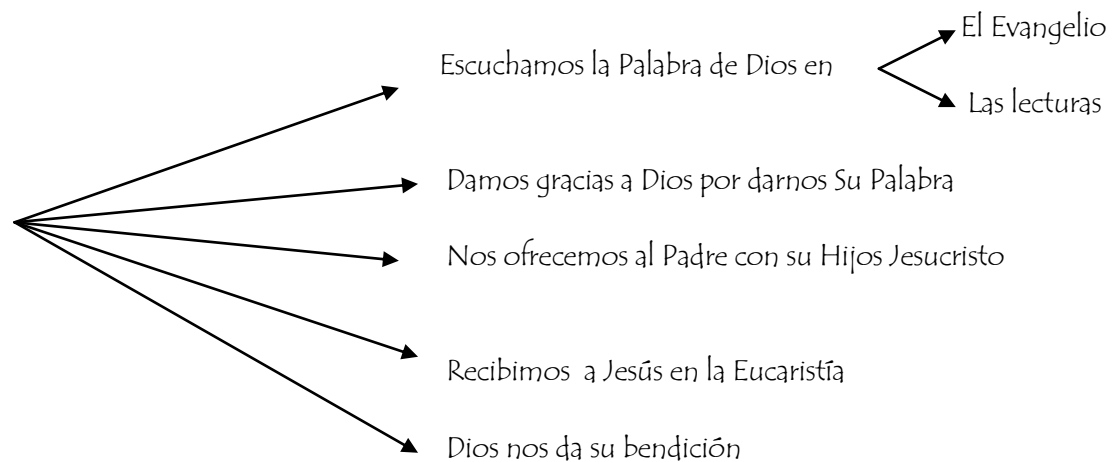 El Evangelio
Escuchamos la Palabra de Dios en
Las lecturas
Damos gracias a Dios por darnos Su Palabra
Nos ofrecemos al Padre con su Hijos Jesucristo
Recibimos a Jesús en la Eucaristía
Dios nos da su bendición